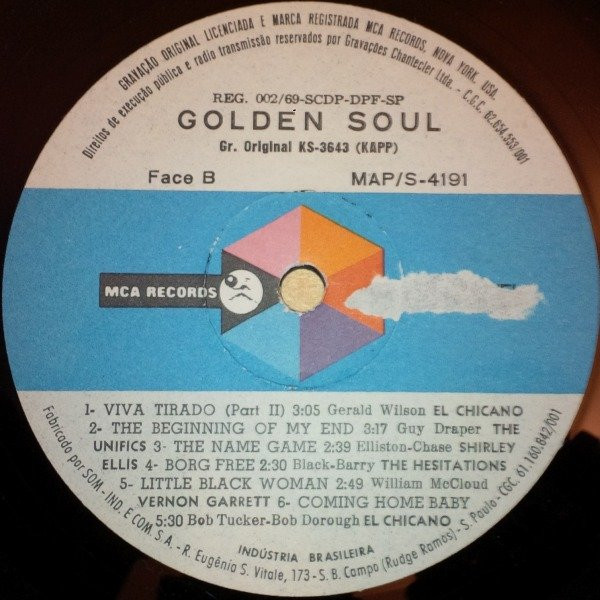 GRAVAÇÃO ORIGINAL LICENCIADA E MARCA REGISTRADA MCA RECORDS, NOVA YORK, USA.
Direitos de execução pública e radio transmissão reservados por Gravações Chantecler Ltda. - C.G.C. 62.634.553/001
REG. 002/69-SCDP-DPF-SP
GOLDEN SOUL
Gr. Original KS-3643 (KAPP)
Face B MAP/S-4191
MCA RECORDS
1- VIVA TIRADO (Part II) 3:05 Gerald Wilson EL CHICANO
2- THE BEGINNING OF MY END 3:17 Guy Draper THE
UNIFICS 3- THE NAME GAME 2:39 Elliston-Chase SHIRLEY
ELLIS 4- BORG FREE 2:30 Black-Barry THE HESITATIONS
5- LITTLE BLACK WOMAN 2:49 William McCloud
VERNON GARRETT 6- COMING HOME BABY
5:30 Bob Tucker-Bob Dorough EL CHICANO
INDÚSTRIA BRASILEIRA
Fabricado por SOM - IND. E COM. S.A. - R. Eugênio S. Vitale, 173 - S. B. Campo (Rudge Ramos) - S. Paulo - CGC. 61.160.842/001